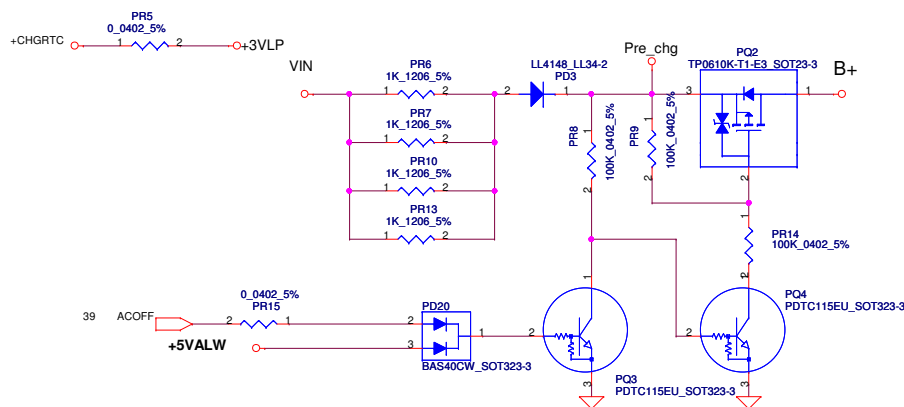 PR5
0_0402_5%
+CHGRTC
1
2
+3VLP
VIN
PR6
1K_1206_5%
1
2
PR7
1K_1206_5%
1
2
PR10
1K_1206_5%
1
2
PR13
1K_1206_5%
1
2
LL4148_LL34-2
PD3
2
1
Pre_chg
PR8
100K_0402_5%
1
2
PR9
100K_0402_5%
1
2
PQ2
TP0610K-T1-E3_SOT23-3
3
1
2
B+
PR14
100K_0402_5%
1
2
39
ACOFF
0_0402_5%
PR15
2
1
+5VALW
PD20
2
3
1
BAS40CW_SOT323-3
2
1
3
PQ3
PDTC115EU_SOT323-3
PQ4
PDTC115EU_SOT323-3
2
3